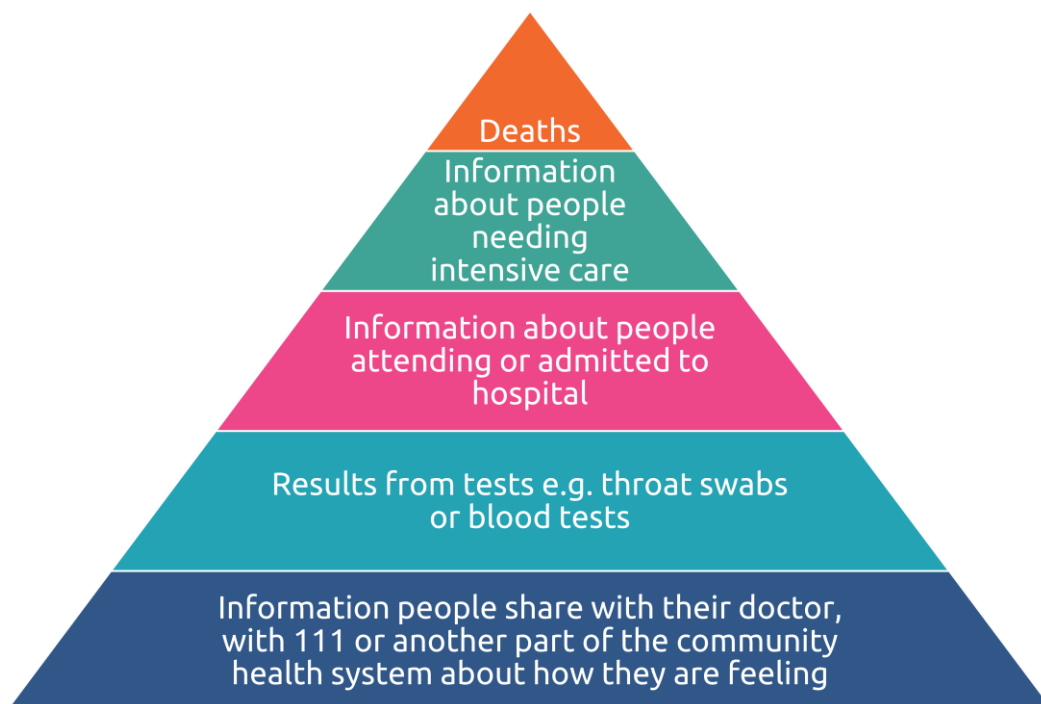 Deaths
Information
about people
needing
intensive care
Information about people
attending or admitted to
hospital
Results from tests e.g. throat swabs
or blood tests
Information people share with their doctor,
with 111 or another part of the community
health system about how they are feeling